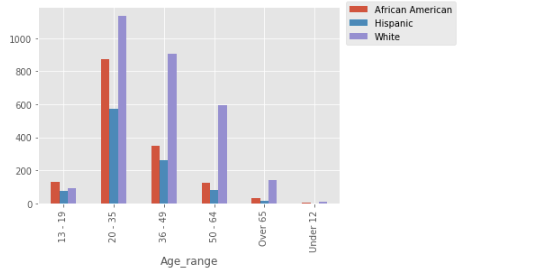 African American
Hispanic
White
1000
800
600
400
200
0
13 - 19
20 - 35
36 - 49
50 - 64
Over 65
Under 12
Age_range